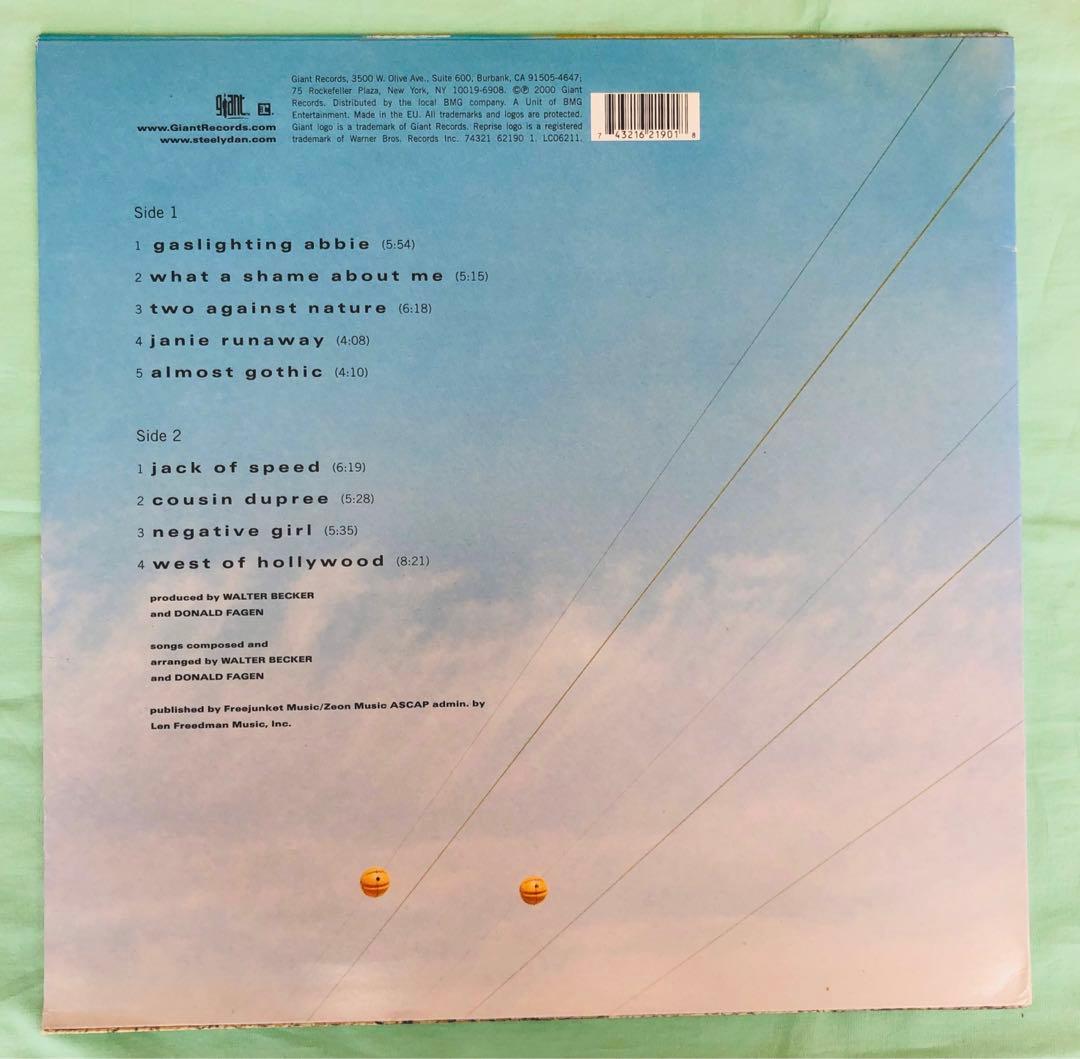 giant
www.GiantRecords.com
www.steelydan.com
Giant Records, 3500 W. Olive Ave., Suite 600, Burbank, CA 91505-4647;
75 Rockefeller Plaza, New York, NY 10019-6908. ©℗ 2000 Giant
Records. Distributed by the local BMG company. A Unit of BMG
Entertainment. Made in the EU. All trademarks and logos are protected.
Giant logo is a trademark of Giant Records. Reprise logo is a registered
trademark of Warner Bros. Records Inc. 74321 62190 1. LC06211.
7 43216 21901 8
Side 1
1 gaslighting abbie (5:54)
2 what a shame about me (5:15)
3 two against nature (6:18)
4 janie runaway (4:08)
5 almost gothic (4:10)
Side 2
1 jack of speed (6:19)
2 cousin dupree (5:28)
3 negative girl (5:35)
4 west of hollywood (8:21)
produced by WALTER BECKER
and DONALD FAGEN
songs composed and
arranged by WALTER BECKER
and DONALD FAGEN
published by Freejunket Music/Zeon Music ASCAP admin. by
Len Freedman Music, Inc.